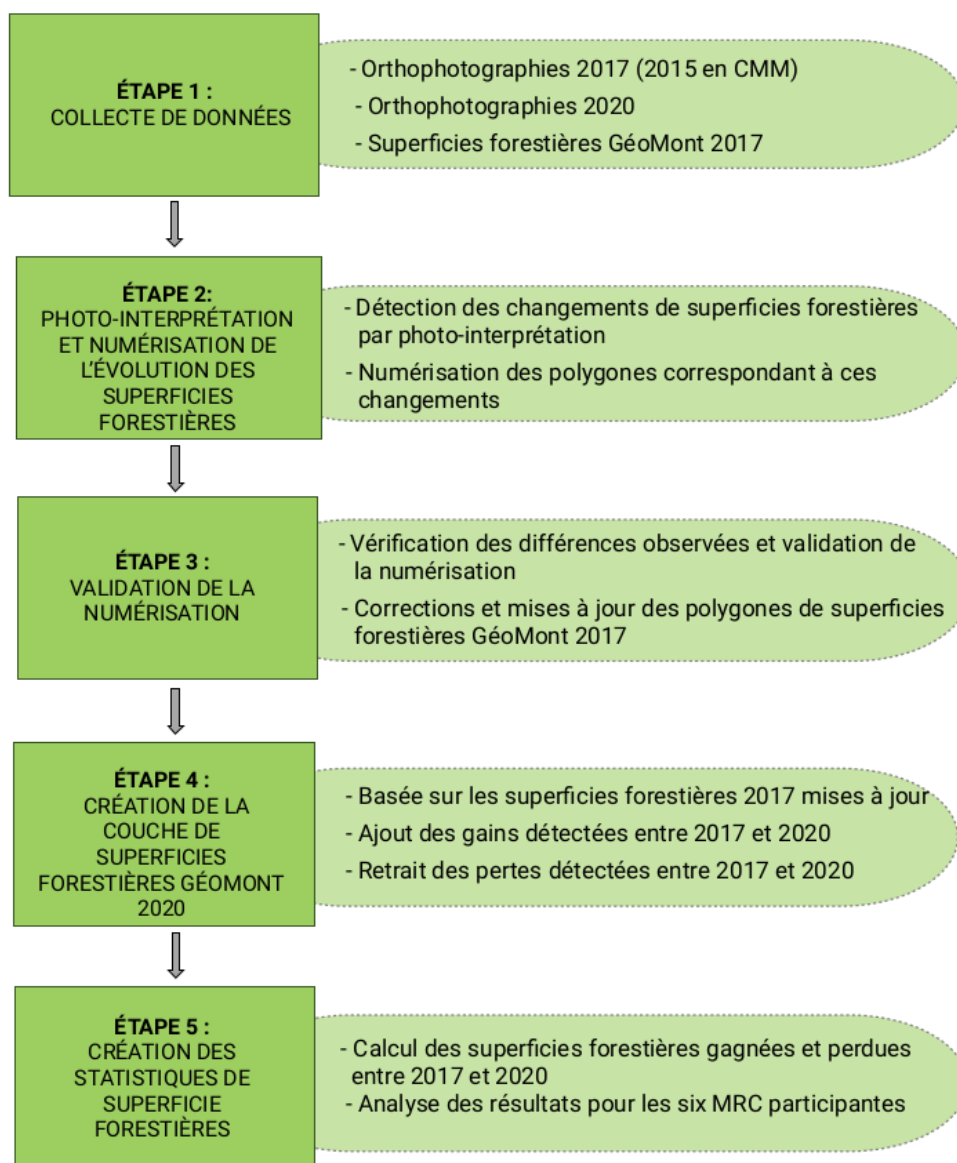 ÉTAPE 1 :
COLLECTE DE DONNÉES
- Orthophotographies 2017 (2015 en CMM)
- Orthophotographies 2020
- Superficies forestières GéoMont 2017
ÉTAPE 2:
PHOTO-INTERPRÉTATION
ET NUMÉRISATION DE
L'ÉVOLUTION DES
SUPERFICIES
FORESTIÈRES
- Détection des changements de superficies forestières
par photo-interprétation
- Numérisation des polygones correspondant à ces
changements
ÉTAPE 3 :
VALIDATION DE LA
NUMÉRISATION
- Vérification des différences observées et validation de
la numérisation
- Corrections et mises à jour des polygones de superficies
forestières GéoMont 2017
ÉTAPE 4 :
CRÉATION DE LA
COUCHE DE
SUPERFICIES
FORESTIÈRES GÉOMONT
2020
- Basée sur les superficies forestières 2017 mises à jour
- Ajout des gains détectées entre 2017 et 2020
- Retrait des pertes détectées entre 2017 et 2020
ÉTAPE 5 :
CRÉATION DES
STATISTIQUES DE
SUPERFICIE
FORESTIÈRES
- Calcul des superficies forestières gagnées et perdues
entre 2017 et 2020
- Analyse des résultats pour les six MRC participantes